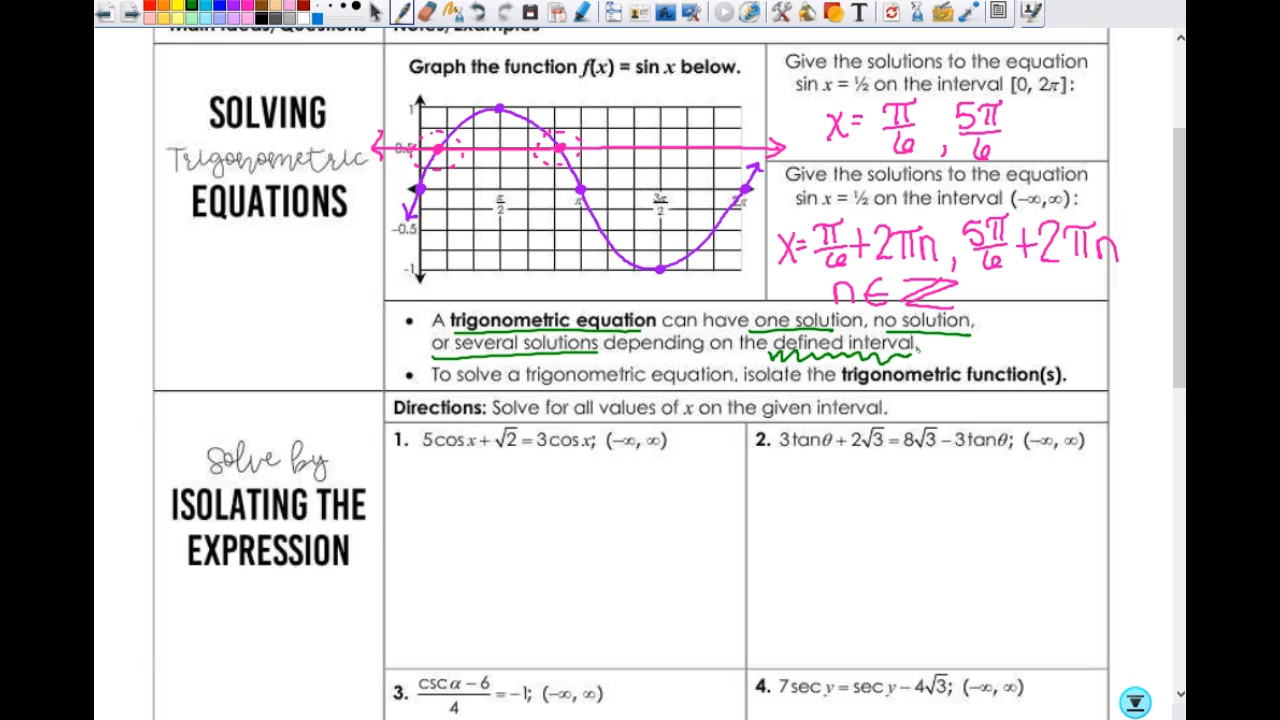 Main Ideas/Questions
Notes/Examples
SOLVING
Trigonometric
EQUATIONS
Graph the function f(x) = sin x below.
1
0.5
-0.5
-1
π/2
π
3π/2
2π
Give the solutions to the equation
sin x = ½ on the interval [0, 2π]:
x = π/6, 5π/6
Give the solutions to the equation
sin x = ½ on the interval (-∞,∞):
x = π/6 + 2πn, 5π/6 + 2πn
n ∈ ℤ
• A trigonometric equation can have one solution, no solution,
or several solutions depending on the defined interval.
• To solve a trigonometric equation, isolate the trigonometric function(s).
Solve by
ISOLATING THE
EXPRESSION
Directions: Solve for all values of x on the given interval.
1. 5cos x + √2 = 3cos x; (-∞, ∞)
2. 3tanθ + 2√3 = 8√3 − 3tanθ; (-∞, ∞)
3. (csc α − 6)/4 = −1; (-∞, ∞)
4. 7sec y = sec y − 4√3; (-∞, ∞)